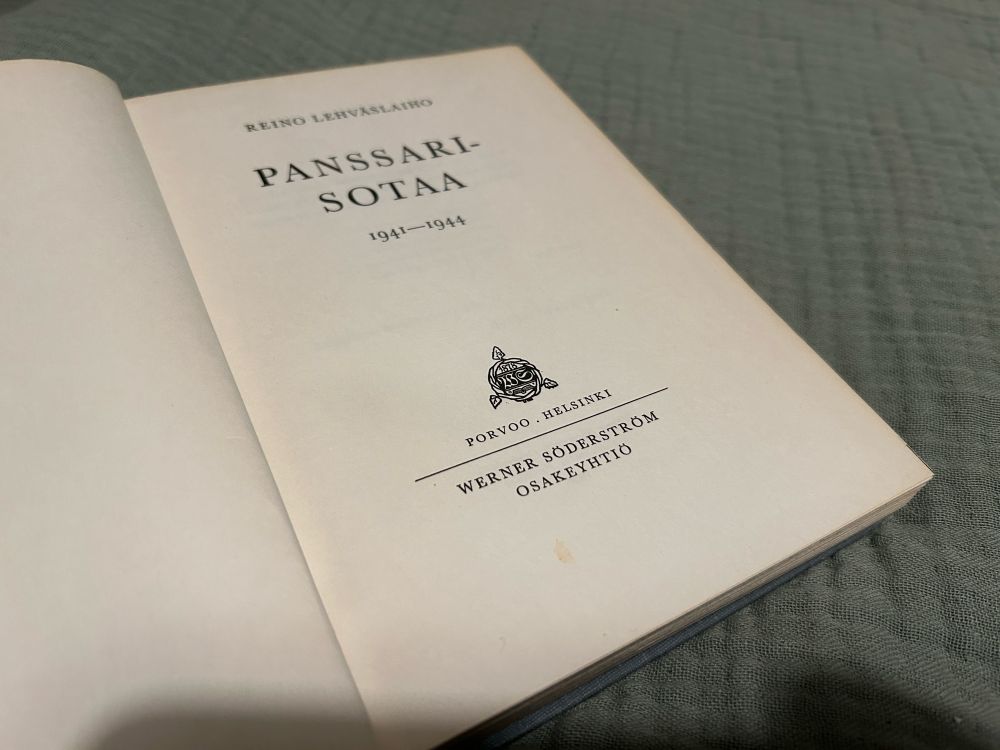 REINO LEHVÄSLAIHO
PANSSARI-
SOTAA
1941—1944
PORVOO . HELSINKI
WERNER SÖDERSTRÖM
OSAKEYHTIÖ